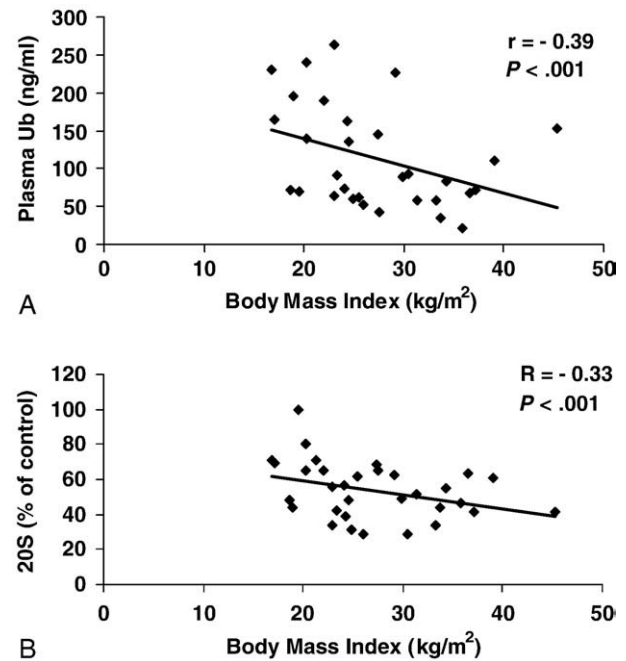 300
250
200
150
100
50
0
Plasma Ub (ng/ml)
r = - 0.39
P < .001
0 10 20 30 40 50
A
Body Mass Index (kg/m²)
120
100
80
60
40
20
0
20S (% of control)
R = - 0.33
P < .001
0 10 20 30 40 50
B
Body Mass Index (kg/m²)